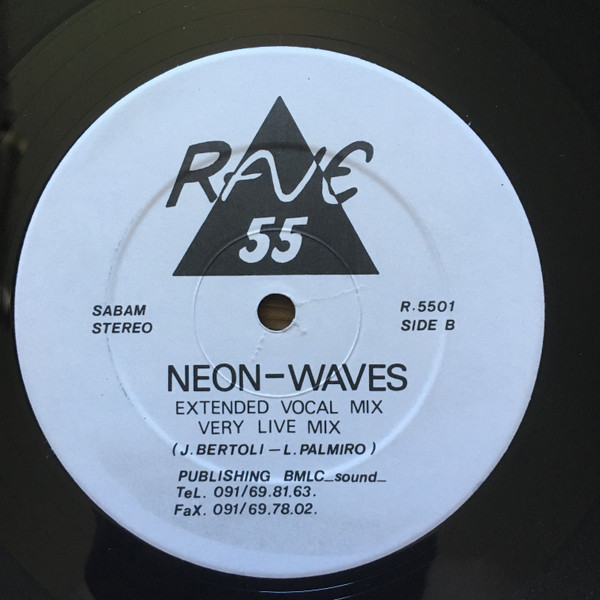 RAVE
55
SABAM
STEREO
R.5501
SIDE B
NEON-WAVES
EXTENDED VOCAL MIX
VERY LIVE MIX
(J.BERTOLI - L.PALMIRO)
PUBLISHING BMLC_sound_
TeL. 091/69.81.63.
FaX. 091/69.78.02.